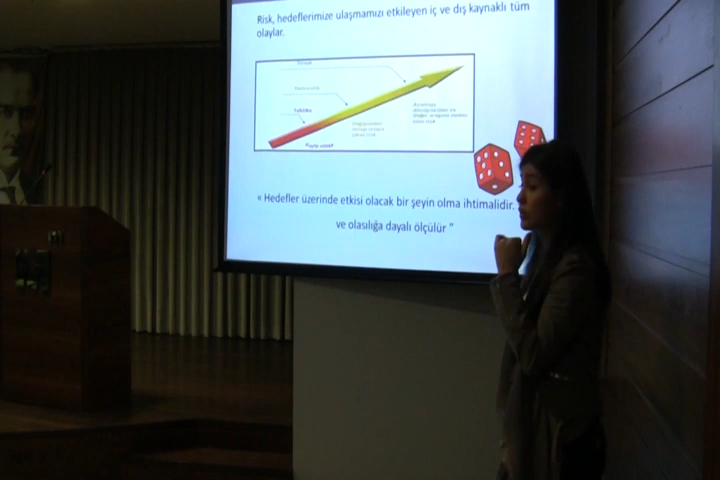 Risk, hedeflerimize ulaşmamızı etkileyen iç ve dış kaynaklı tüm
olaylar.
Tehlike
« Hedefler üzerinde etkisi olacak bir şeyin olma ihtimalidir.
ve olasılığa dayalı ölçülür ”